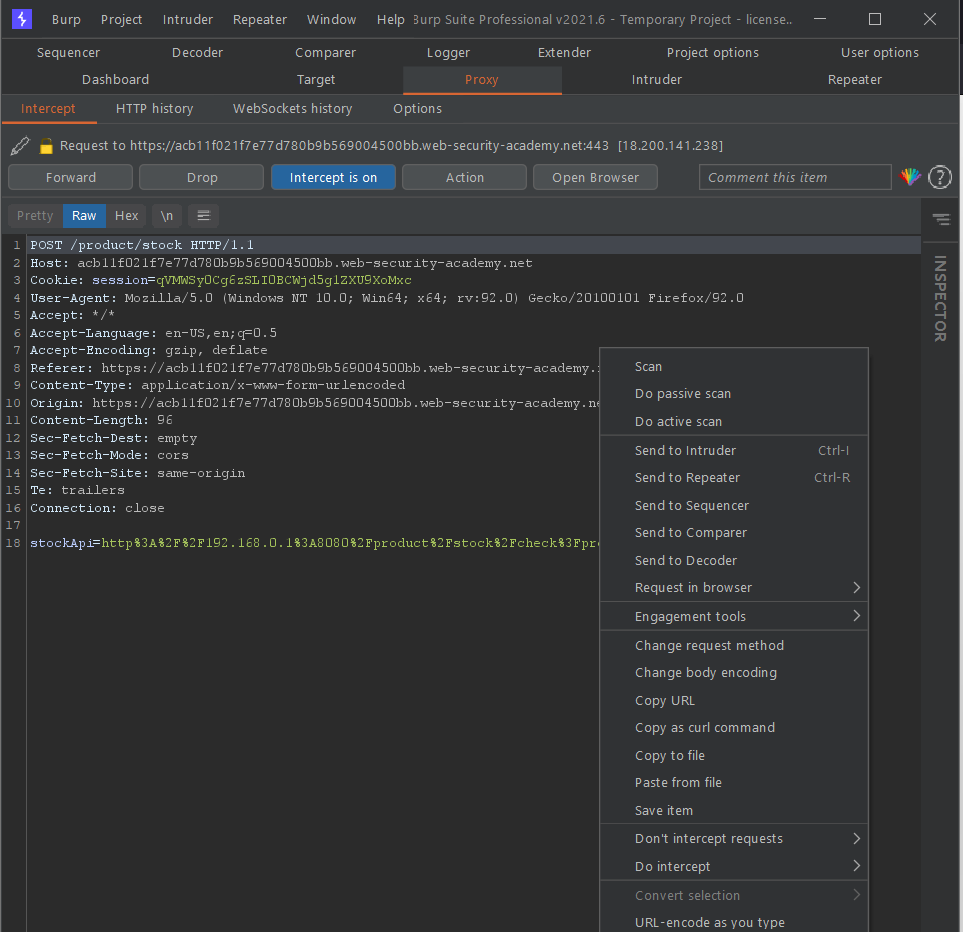 Burp Project Intruder Repeater Window Help Burp Suite Professional v2021.6 - Temporary Project - license..
Sequencer Decoder Comparer Logger Extender Project options User options
Dashboard Target Proxy Intruder Repeater
Intercept HTTP history WebSockets history Options
Request to https://acb11f021f7e77d780b9b569004500bb.web-security-academy.net:443 [18.200.141.238]
Forward Drop Intercept is on Action Open Browser Comment this item ?
Pretty Raw Hex \n
INSPECTOR
1 POST /product/stock HTTP/1.1
2 Host: acb11f021f7e77d780b9b569004500bb.web-security-academy.net
3 Cookie: session=qVMWSy0Cg6zSLI0BCWjd5glZXU9XoMxc
4 User-Agent: Mozilla/5.0 (Windows NT 10.0; Win64; x64; rv:92.0) Gecko/20100101 Firefox/92.0
5 Accept: */*
6 Accept-Language: en-US,en;q=0.5
7 Accept-Encoding: gzip, deflate
8 Referer: https://acb11f021f7e77d780b9b569004500bb.web-security-academy.
9 Content-Type: application/x-www-form-urlencoded
10 Origin: https://acb11f021f7e77d780b9b569004500bb.web-security-academy.ne
11 Content-Length: 96
12 Sec-Fetch-Dest: empty
13 Sec-Fetch-Mode: cors
14 Sec-Fetch-Site: same-origin
15 Te: trailers
16 Connection: close
17
18 stockApi=http%3A%2F%2F192.168.0.1%3A8080%2Fproduct%2Fstock%2Fcheck%3Fpr
Scan
Do passive scan
Do active scan
Send to Intruder Ctrl-I
Send to Repeater Ctrl-R
Send to Sequencer
Send to Comparer
Send to Decoder
Request in browser
Engagement tools
Change request method
Change body encoding
Copy URL
Copy as curl command
Copy to file
Paste from file
Save item
Don't intercept requests
Do intercept
Convert selection
URL-encode as you type